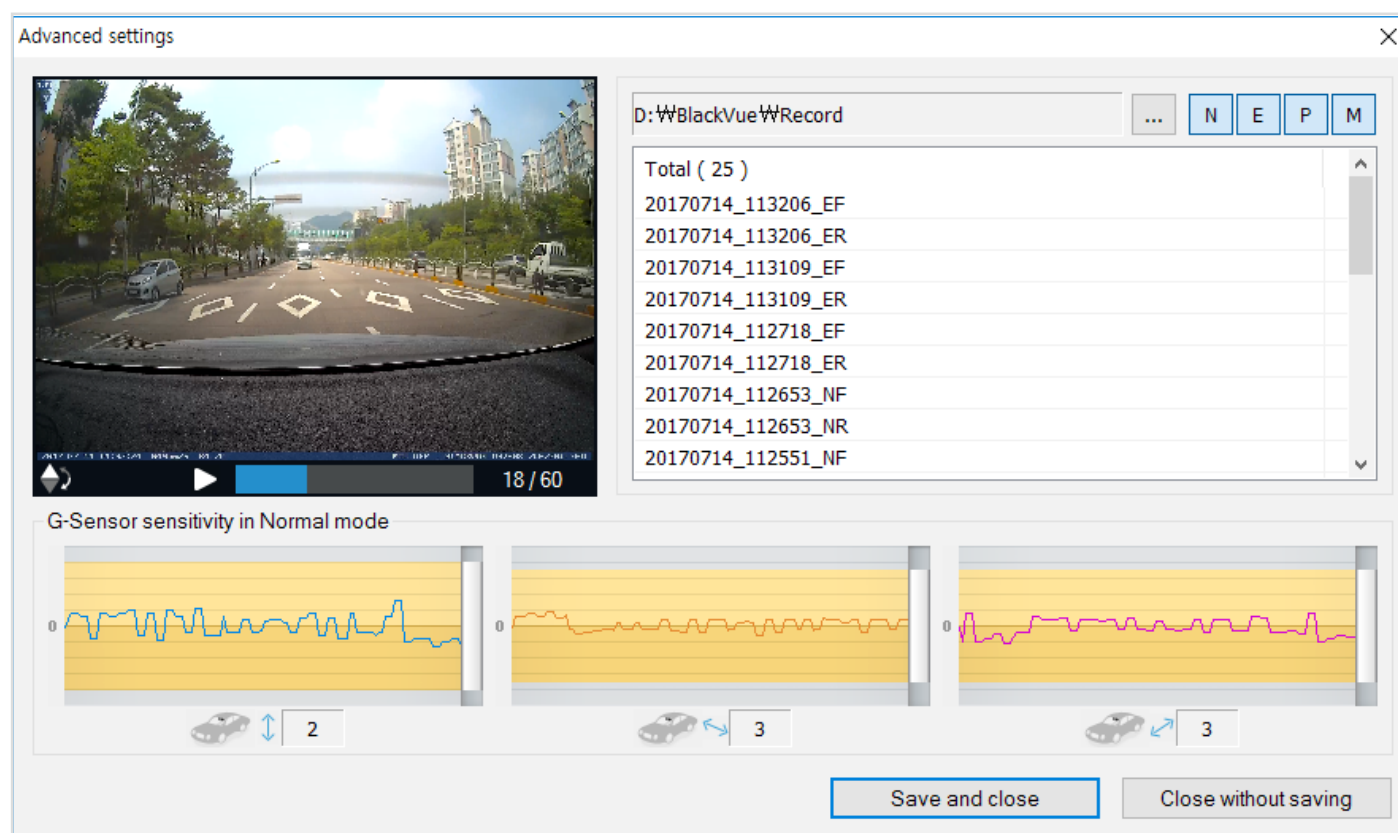 Advanced settings
D:₩BlackVue₩Record
... N E P M
Total ( 25 )
20170714_113206_EF
20170714_113206_ER
20170714_113109_EF
20170714_113109_ER
20170714_112718_EF
20170714_112718_ER
20170714_112653_NF
20170714_112653_NR
20170714_112551_NF
18 / 60
G-Sensor sensitivity in Normal mode
0 0 0
2 3 3
Save and close
Close without saving